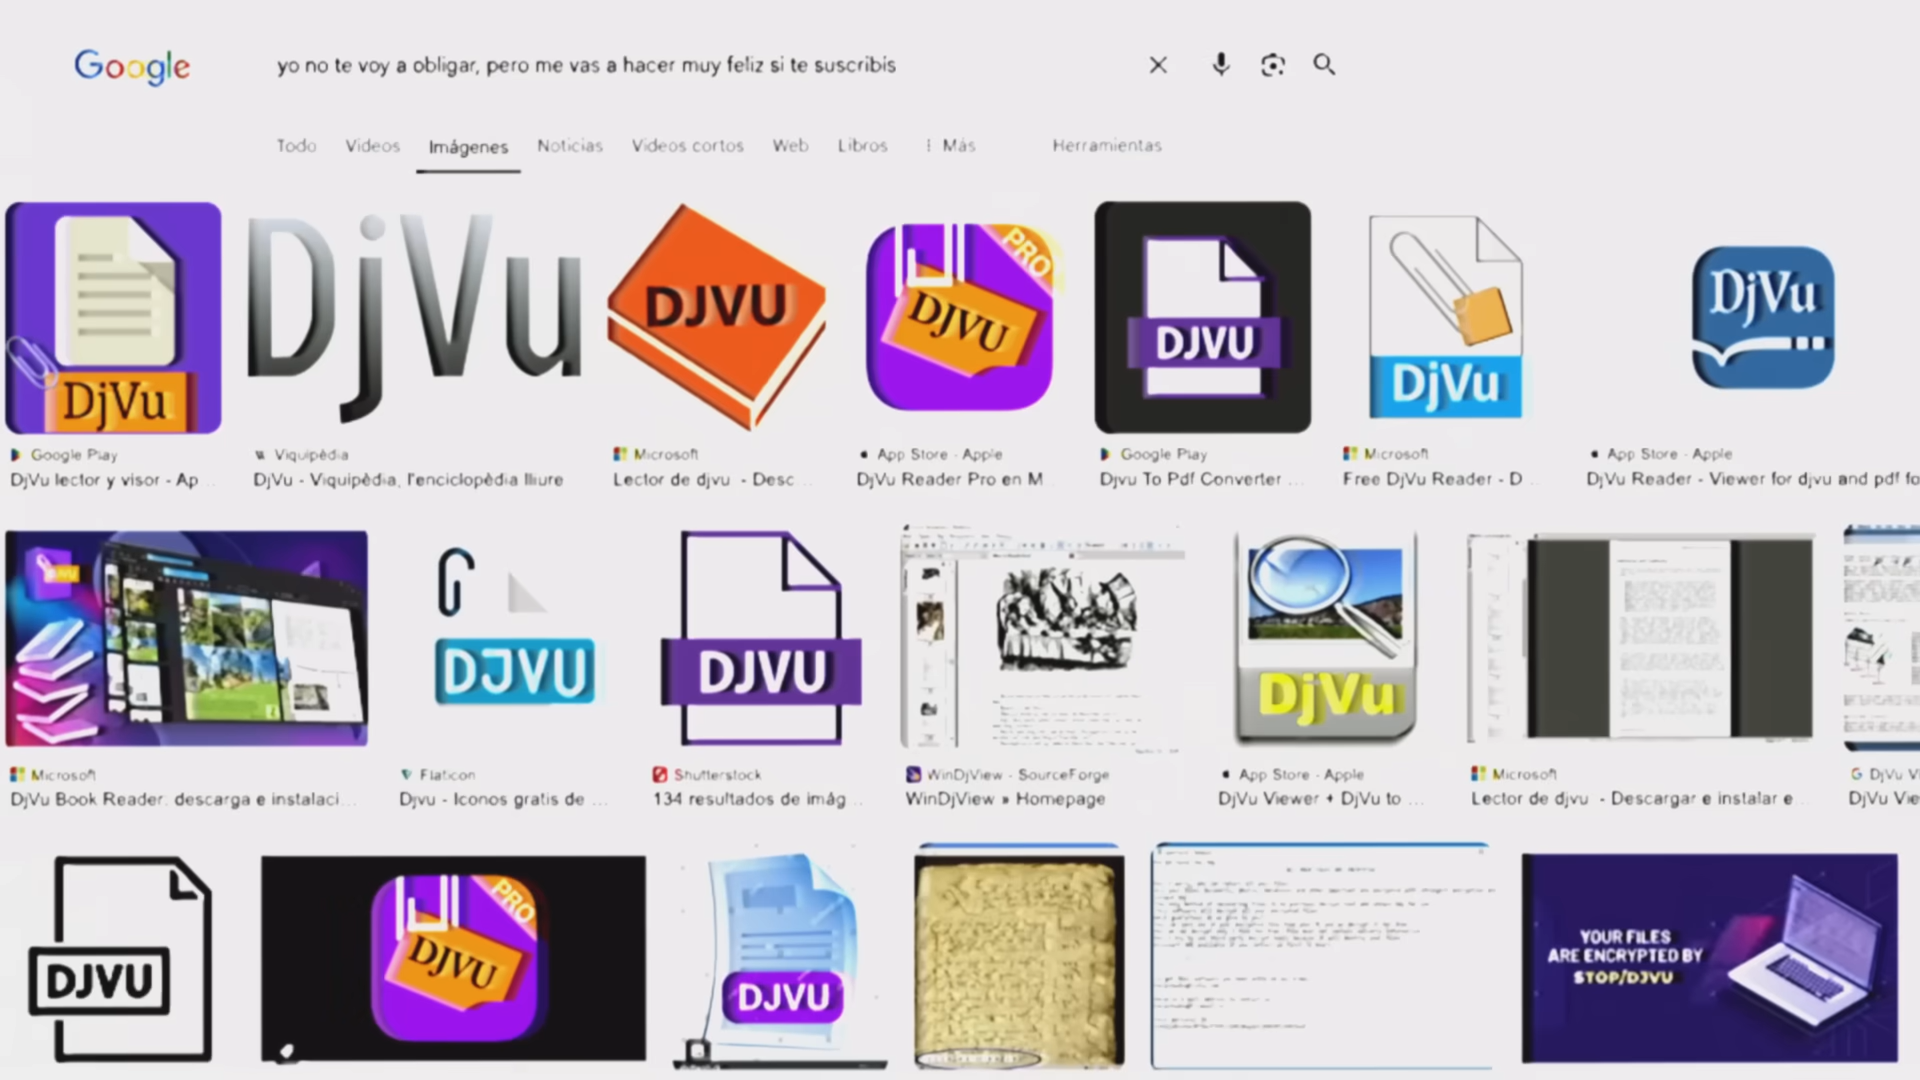 Google
yo no te voy a obligar, pero me vas a hacer muy feliz si te suscribis
Todo Videos Imágenes Noticias Videos cortos Web Libros Más Herramientas
DjVu
DjVu
DJVU
PRO
DJVU
DJVU
DjVu
DjVu
Google Play
DjVu lector y visor - Ap...
Viquipèdia
DjVu - Viquipèdia, l'enciclopèdia lliure
Microsoft
Lector de djvu - Desc...
App Store - Apple
DjVu Reader Pro en M...
Google Play
Djvu To Pdf Converter ...
Microsoft
Free DjVu Reader - D...
App Store - Apple
DjVu Reader - Viewer for djvu and pdf fo
DJVU
DJVU
DJVU
DjVu
Microsoft
DjVu Book Reader: descarga e instalaci...
Flaticon
Djvu - Iconos gratis de ...
Shutterstock
134 resultados de imág...
WinDjView - SourceForge
WinDjView » Homepage
App Store - Apple
DjVu Viewer + DjVu to ...
Microsoft
Lector de djvu - Descargar e instalar e...
DjVu Vi
DjVu Vie
DJVU
PRO
DJVU
DJVU
YOUR FILES
ARE ENCRYPTED BY
STOP/DJVU